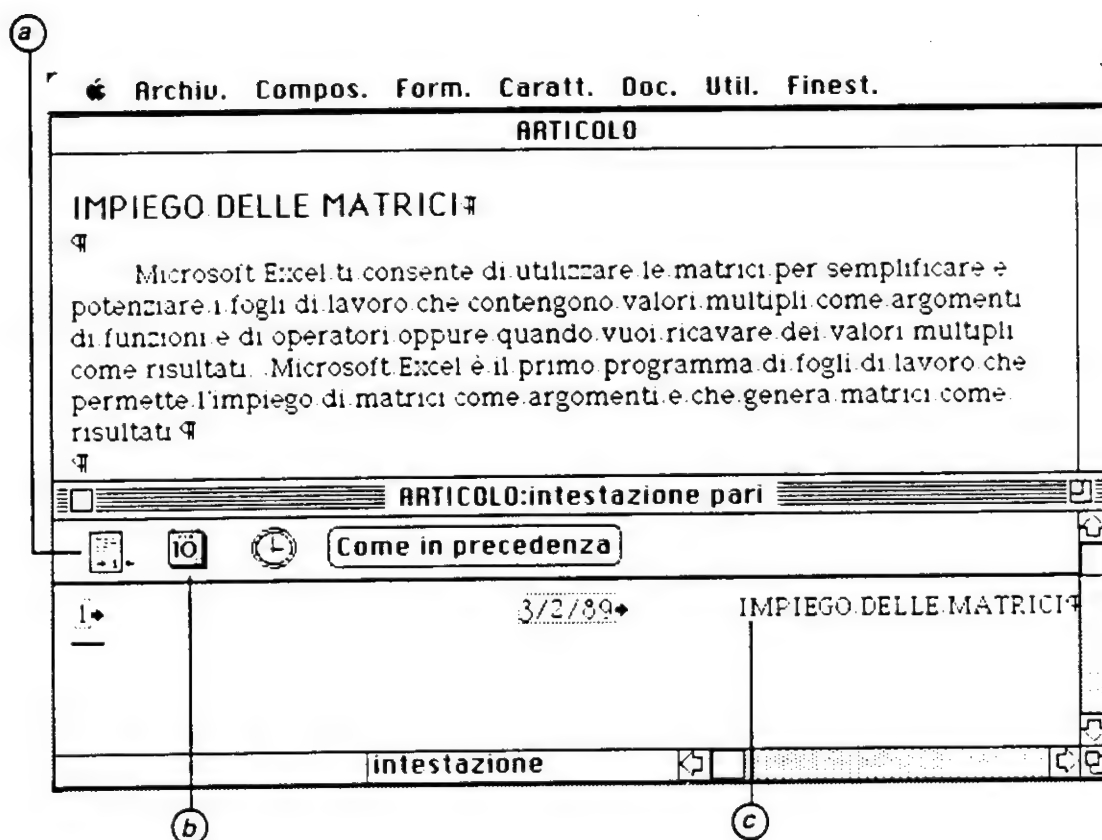 a
Archiv. Compos. Form. Caratt. Doc. Util. Finest.
ARTICOLO
IMPIEGO DELLE MATRICI¶
¶
Microsoft Excel ti consente di utilizzare le matrici per semplificare e
potenziare i fogli di lavoro che contengono valori multipli come argomenti
di funzioni e di operatori oppure quando vuoi ricavare dei valori multipli
come risultati. Microsoft Excel è il primo programma di fogli di lavoro che
permette l'impiego di matrici come argomenti e che genera matrici come
risultati ¶
¶
ARTICOLO:intestazione pari
10 Come in precedenza
1 3/2/89 IMPIEGO DELLE MATRICI¶
intestazione
b c